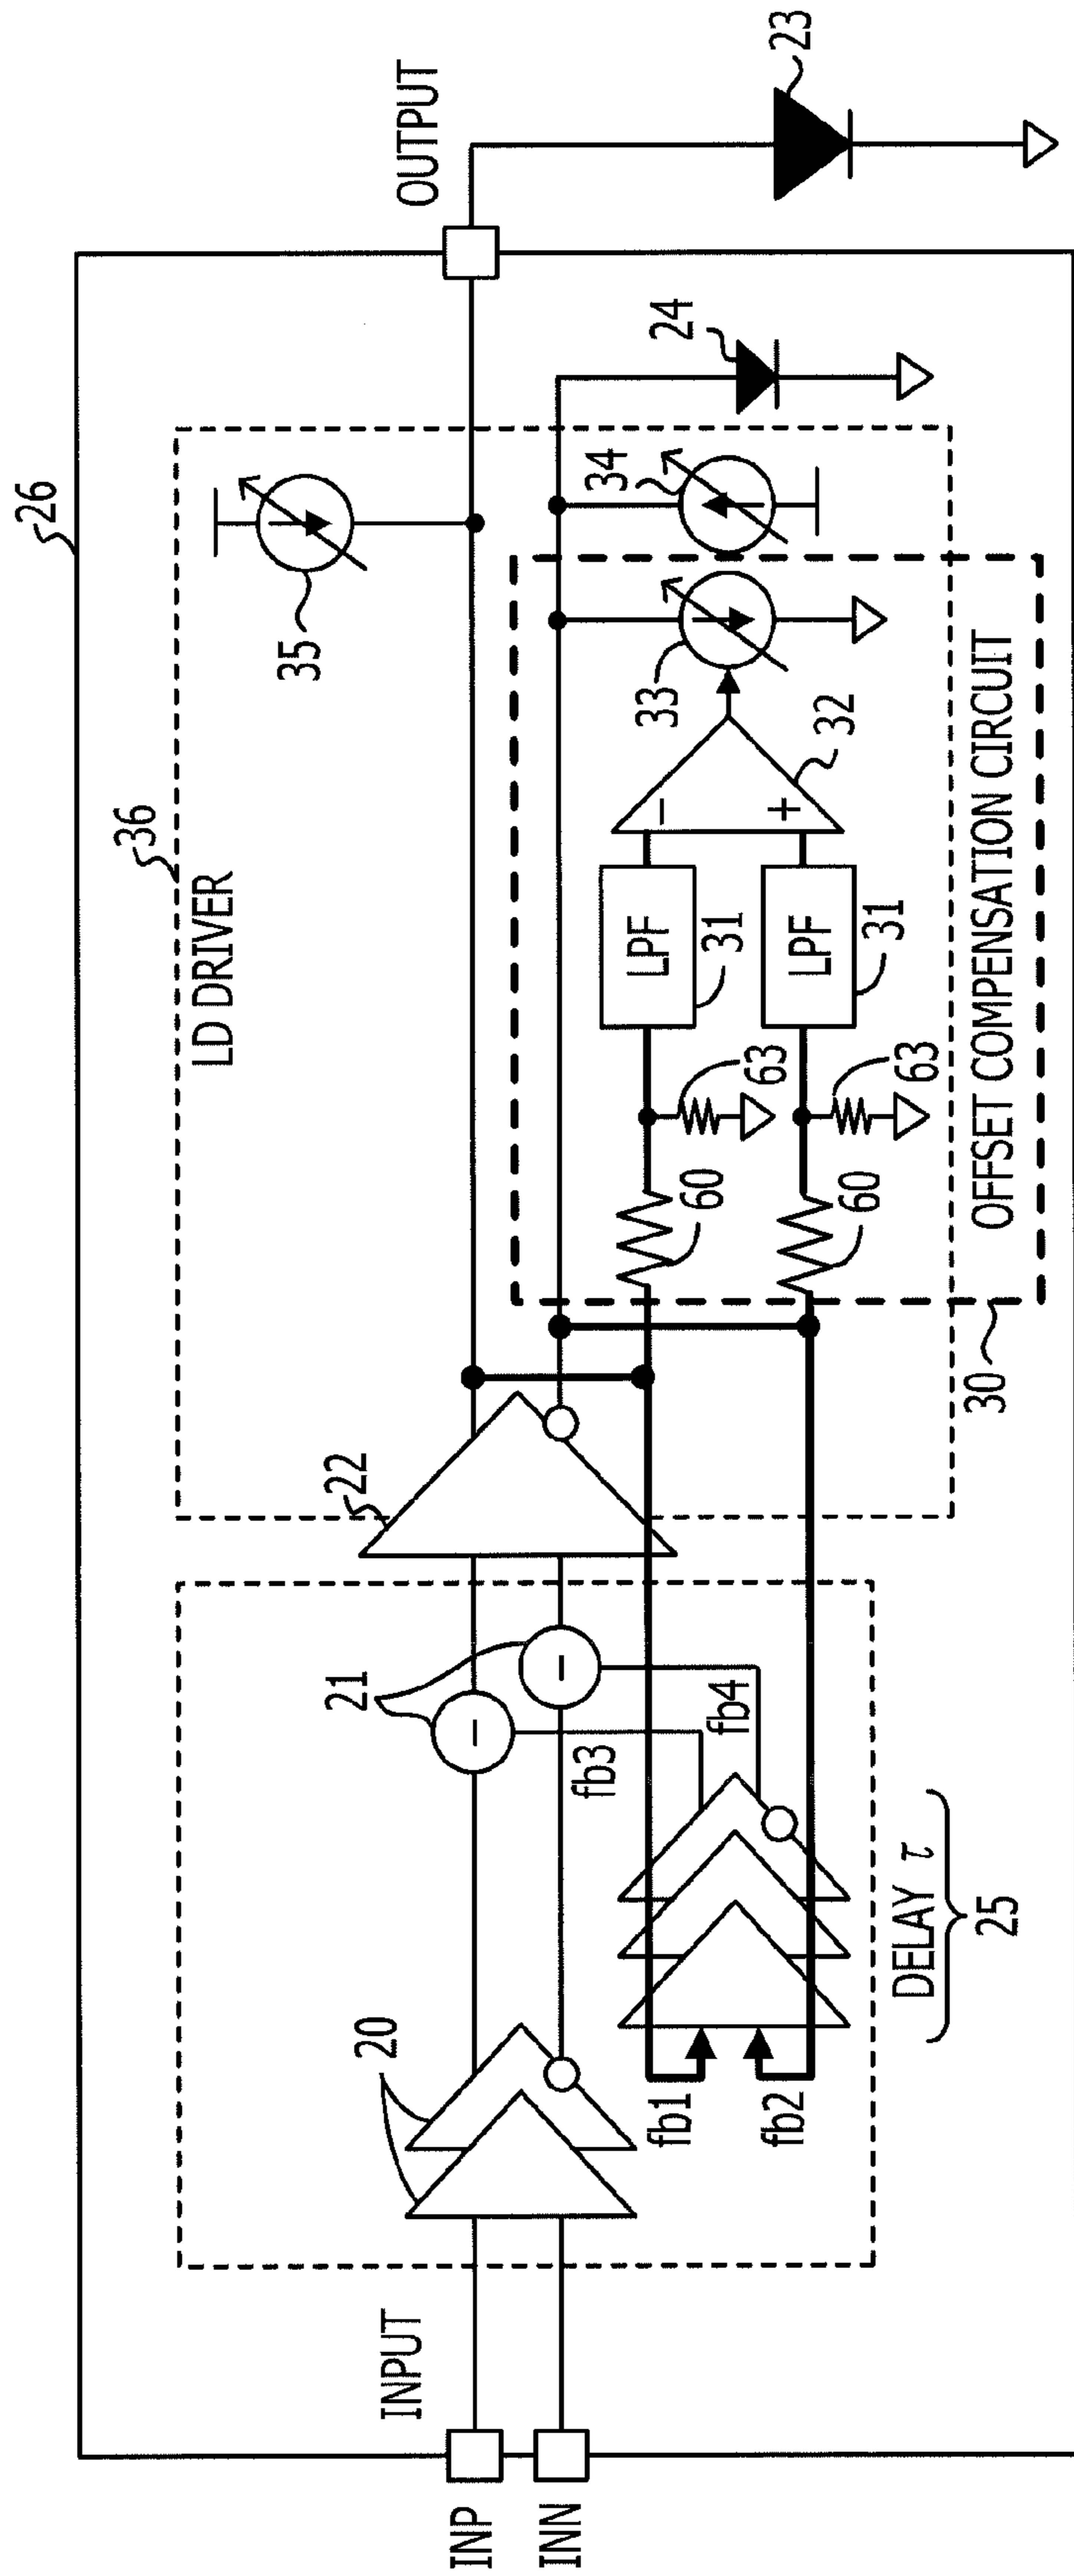 26
36
LD DRIVER
35
OUTPUT
23
24
34
33
32
-
+
LPF
31
LPF
31
63
63
60
60
OFFSET COMPENSATION CIRCUIT
30
22
21
-
-
fb3
fb4
20
fb1
fb2
DELAY τ
25
INPUT
INP
INN